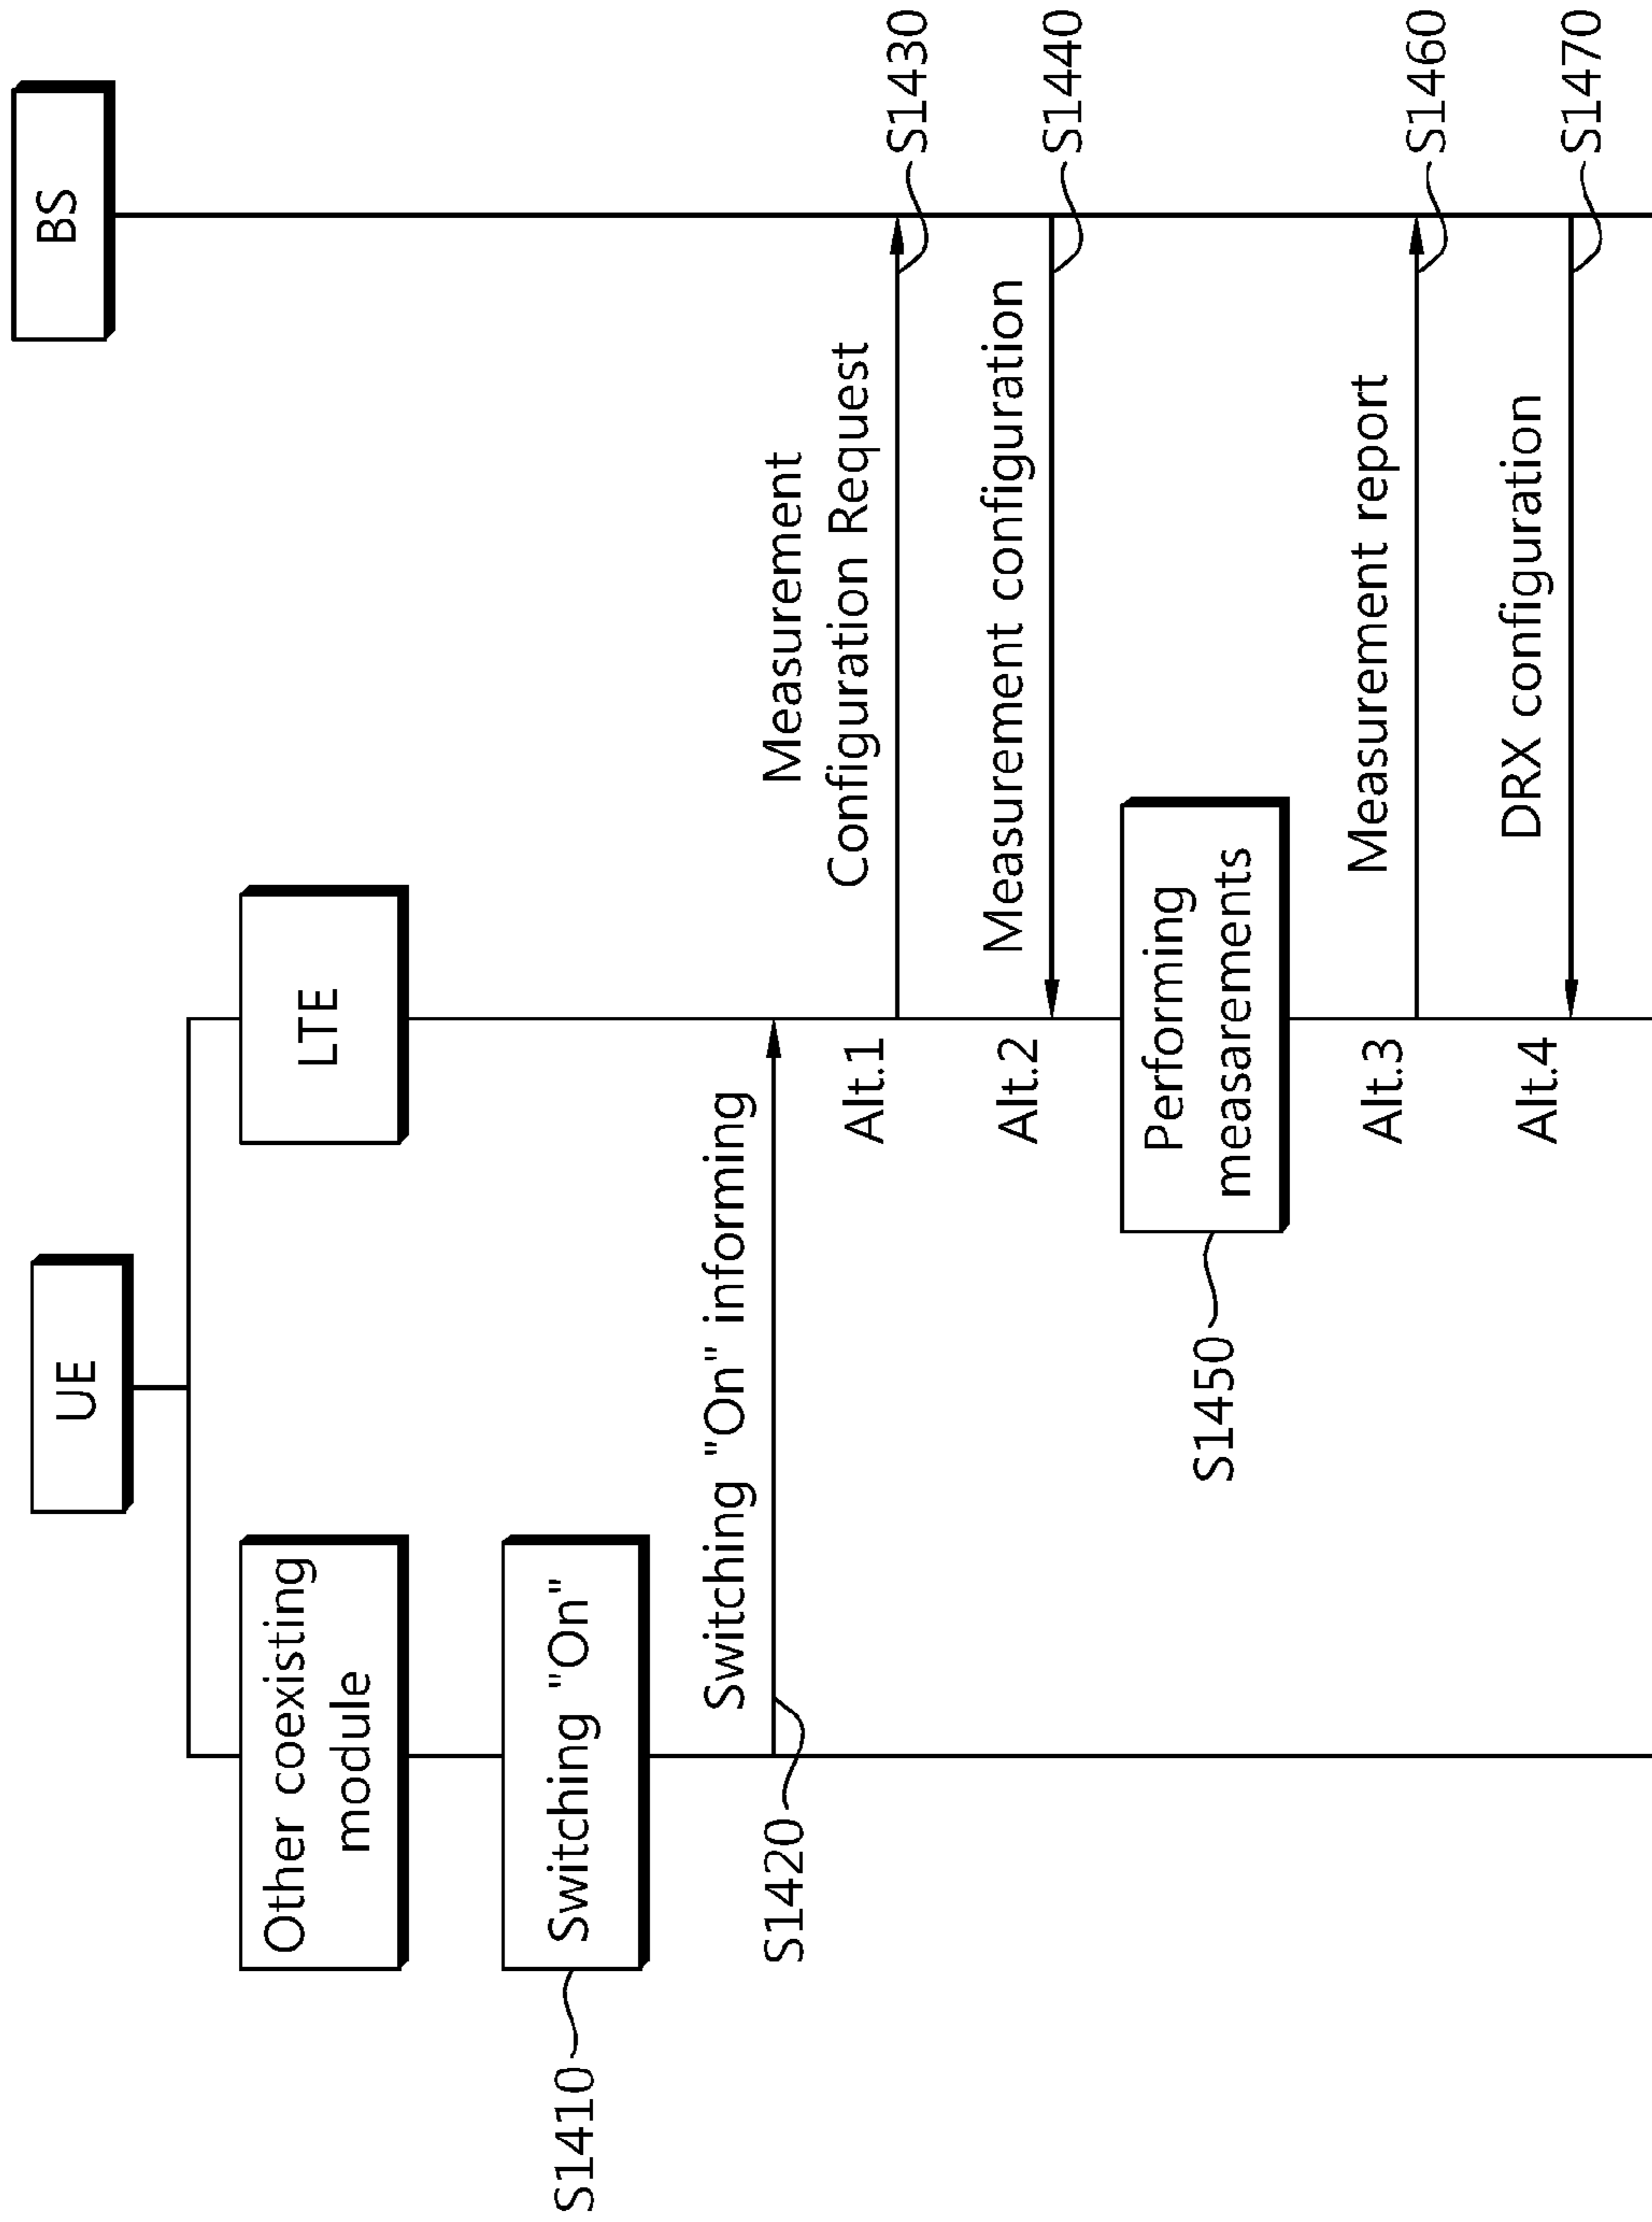 UE
BS
Other coexisting
module
LTE
S1410
Switching "On"
Switching "On" informing
S1420
Measurement
Configuration Request
Alt.1
S1430
Measurement configuration
Alt.2
S1440
S1450
Performing
measarements
Measurement report
Alt.3
S1460
DRX configuration
Alt.4
S1470